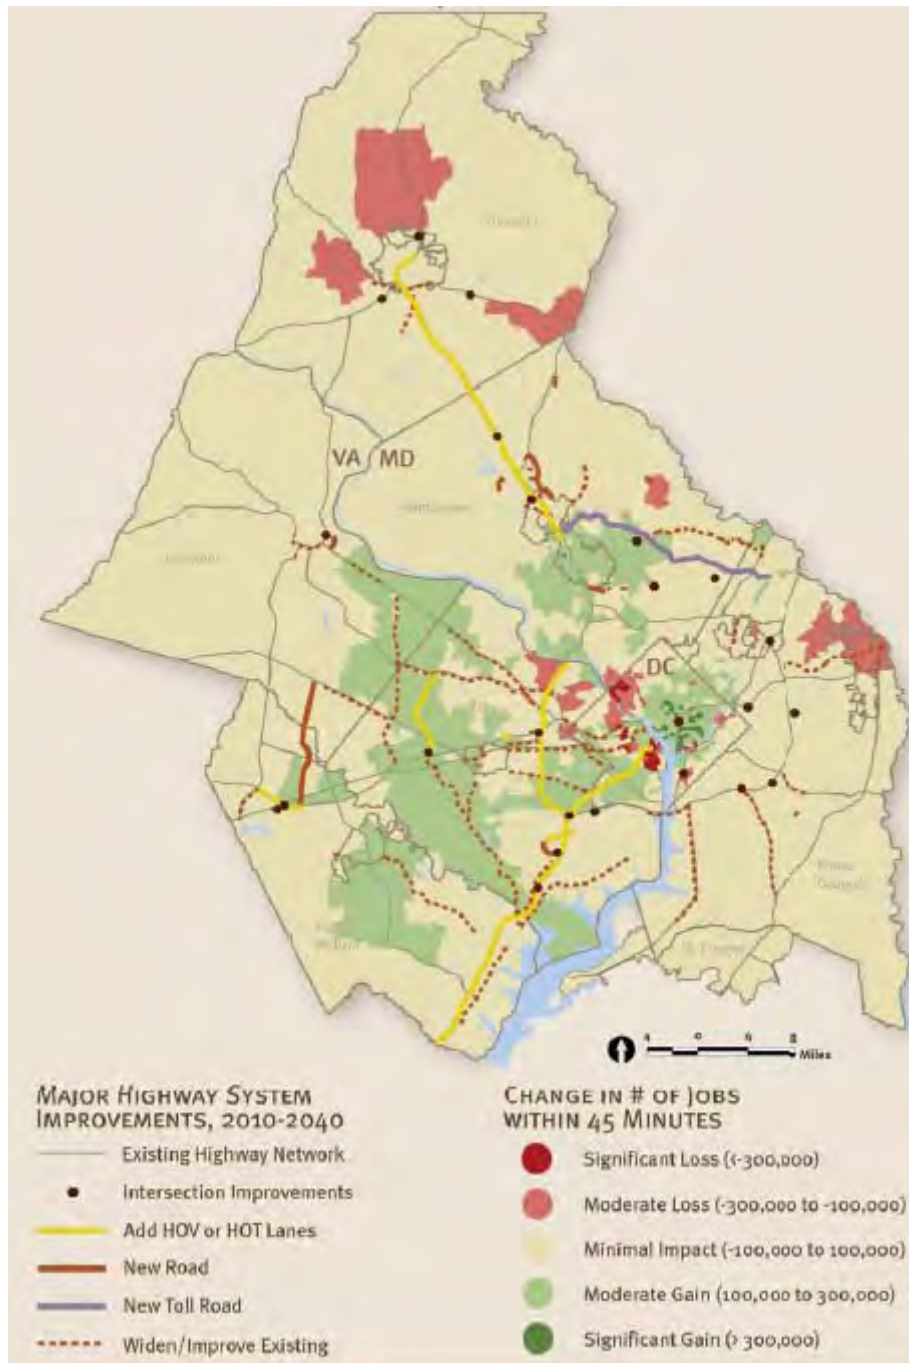 VA
MD
DC
Miles
MAJOR HIGHWAY SYSTEM
IMPROVEMENTS, 2010-2040
Existing Highway Network
Intersection Improvements
Add HOV or HOT Lanes
New Road
New Toll Road
Widen/Improve Existing
CHANGE IN # OF JOBS
WITHIN 45 MINUTES
Significant Loss (<-300,000)
Moderate Loss (-300,000 to -100,000)
Minimal Impact (-100,000 to 100,000)
Moderate Gain (100,000 to 300,000)
Significant Gain (> 300,000)